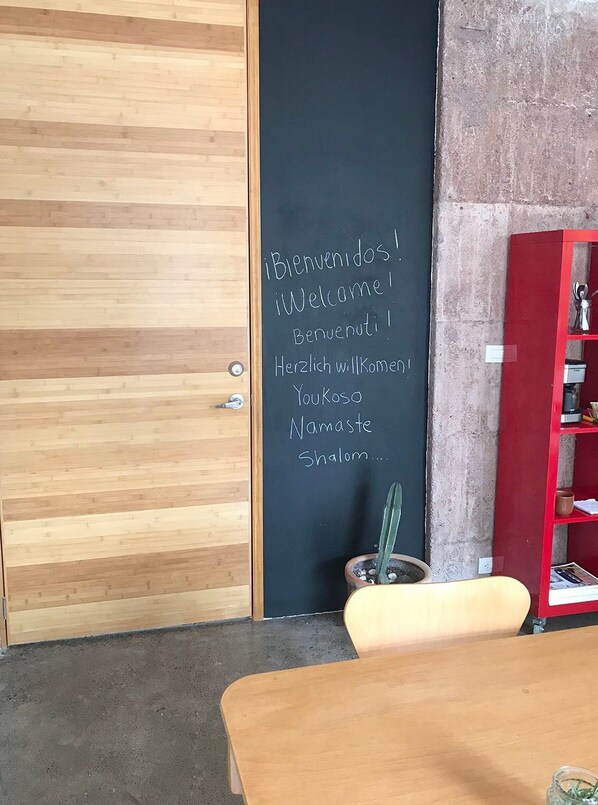 ¡Bienvenidos!
¡Welcome!
Benvenuti!
Herzlich willkomen!
Youkoso
Namaste
Shalom....